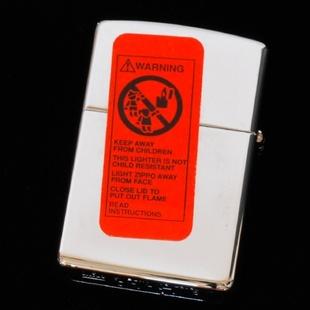 WARNING
KEEP AWAY
FROM CHILDREN
THIS LIGHTER IS NOT
CHILD RESISTANT
LIGHT ZIPPO AWAY
FROM FACE
CLOSE LID TO
PUT OUT FLAME
READ
INSTRUCTIONS